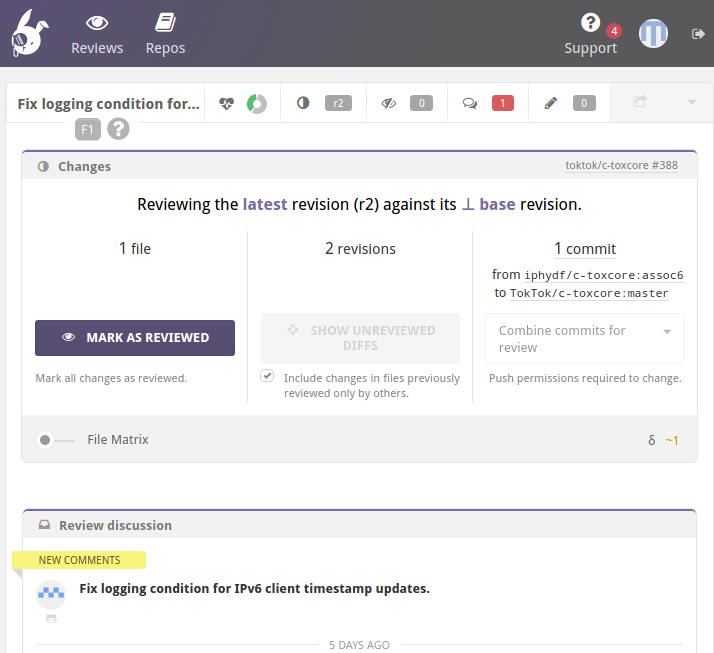 Reviews
Repos
Support
4
Fix logging condition for...
r2
0
1
0
F1
?
Changes
toktok/c-toxcore #388
Reviewing the latest revision (r2) against its ⊥ base revision.
1 file
2 revisions
1 commit
from iphydf/c-toxcore:assoc6
to TokTok/c-toxcore:master
MARK AS REVIEWED
Mark all changes as reviewed.
SHOW UNREVIEWED
DIFFS
Include changes in files previously
reviewed only by others.
Combine commits for
review
Push permissions required to change.
File Matrix
δ ~1
Review discussion
NEW COMMENTS
Fix logging condition for IPv6 client timestamp updates.
5 DAYS AGO